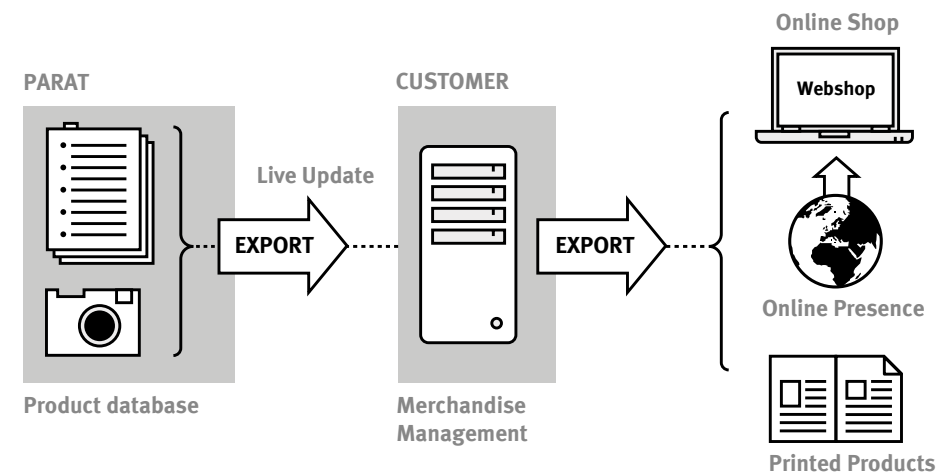 Online Shop
PARAT
CUSTOMER
Webshop
Live Update
EXPORT
EXPORT
Online Presence
Product database
Merchandise
Management
Printed Products